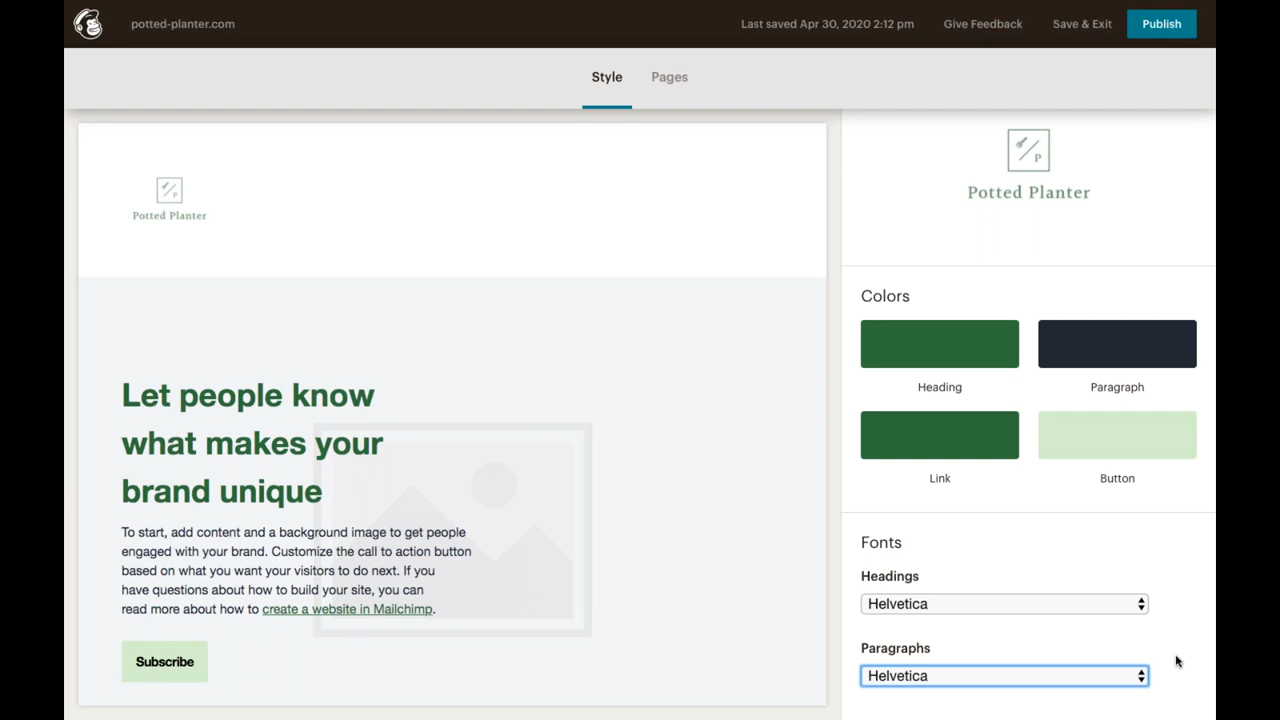 potted-planter.com
Last saved Apr 30, 2020 2:12 pm
Give Feedback
Save & Exit
Publish
Style
Pages
P
Potted Planter
Let people know
what makes your
brand unique
To start, add content and a background image to get people
engaged with your brand. Customize the call to action button
based on what you want your visitors to do next. If you
have questions about how to build your site, you can
read more about how to create a website in Mailchimp.
Subscribe
P
Potted Planter
Colors
Heading
Paragraph
Link
Button
Fonts
Headings
Helvetica
Paragraphs
Helvetica